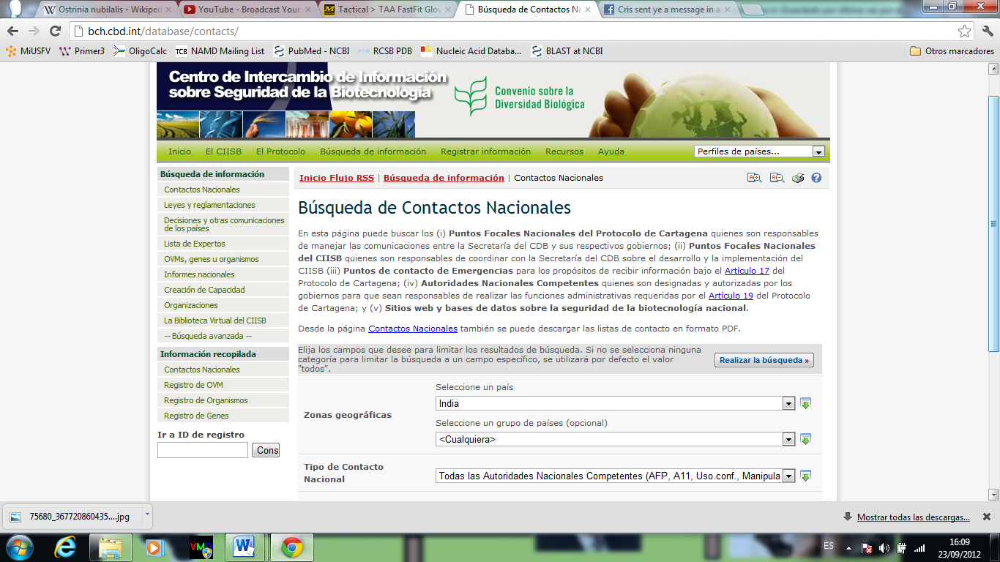 Ostrinia nubilalis - Wikiped
YouTube - Broadcast Your
Tactical > TAA FastFit Glov
Búsqueda de Contactos Na
Cris sent ye a message in a
bch.cbd.int/database/contacts/
MiUSFV
Primer3
OligoCalc
TCB NAMD Mailing List
PubMed - NCBI
RCSB PDB
Nucleic Acid Databa...
BLAST at NCBI
Otros marcadores
Centro de Intercambio de Información
sobre Seguridad de la Biotecnología
Convenio sobre la
Diversidad Biológica
Inicio El CIISB El Protocolo Búsqueda de información Registrar información Recursos Ayuda
Perfiles de países...
Búsqueda de información
Contactos Nacionales
Leyes y reglamentaciones
Decisiones y otras comunicaciones
de los países
Lista de Expertos
OVMs, genes u organismos
Informes nacionales
Creación de Capacidad
Organizaciones
La Biblioteca Virtual del CIISB
-- Búsqueda avanzada --
Información recopilada
Contactos Nacionales
Registro de OVM
Registro de Organismos
Registro de Genes
Ir a ID de registro
Cons
Inicio Flujo RSS | Búsqueda de información | Contactos Nacionales
Búsqueda de Contactos Nacionales
En esta página puede buscar los (i) Puntos Focales Nacionales del Protocolo de Cartagena quienes son responsables
de manejar las comunicaciones entre la Secretaría del CDB y sus respectivos gobiernos; (ii) Puntos Focales Nacionales
del CIISB quienes son responsables de coordinar con la Secretaría del CDB sobre el desarrollo y la implementación del
CIISB (iii) Puntos de contacto de Emergencias para los propósitos de recibir información bajo el Artículo 17 del
Protocolo de Cartagena; (iv) Autoridades Nacionales Competentes quienes son designadas y autorizadas por los
gobiernos para que sean responsables de realizar las funciones administrativas requeridas por el Artículo 19 del Protocolo
de Cartagena; y (v) Sitios web y bases de datos sobre la seguridad de la biotecnología nacional.
Desde la página Contactos Nacionales también se puede descargar las listas de contacto en formato PDF.
Elija los campos que desee para limitar los resultados de búsqueda. Si no se selecciona ninguna
categoría para limitar la búsqueda a un campo específico, se utilizará por defecto el valor
"todos".
Realizar la búsqueda »
Zonas geográficas
Seleccione un país
India
Seleccione un grupo de países (opcional)
<Cualquiera>
Tipo de Contacto
Nacional
Todas las Autoridades Nacionales Competentes (AFP, A11, Uso.conf., Manipula
75680_367720860435....jpg
Mostrar todas las descargas...
VMD
ES
16:09
23/09/2012